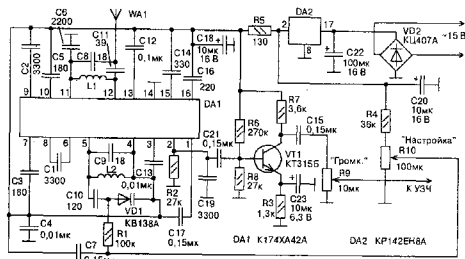 C6
2200
WA1
C11
39
C8 18
C12
0,1мк
C14
330
C18
10мк
16 В
C16
220
R5
130
DA2
2
17
8
VD2
КЦ407А
~15 В
C22
100мк
16 В
C20
10мк
16 В
C2
3300
C5
180
L1
9
10
11
12
13
14
15
16
DA1
7
8
6
5
4
3
2
1
C3
180
C1
3300
C9 18
L2
C13
0,01мк
R2
27к
C21
0,15мк
C19
3300
R6
270к
R8
27к
R7
3,6к
C15
0,15мк
VT1
КТ315Б
R3
1,3к
C23
10мк
6,3 В
"Громк."
R9
10мк
R4
36к
"Настройка"
R10
100мк
К УЗЧ
C10
120
VD1
КВ138А
C17
0,15мк
C4
0,01мк
R1
100к
C7
0,15мк
DA1 К174ХА42А DA2 КР142ЕН8А